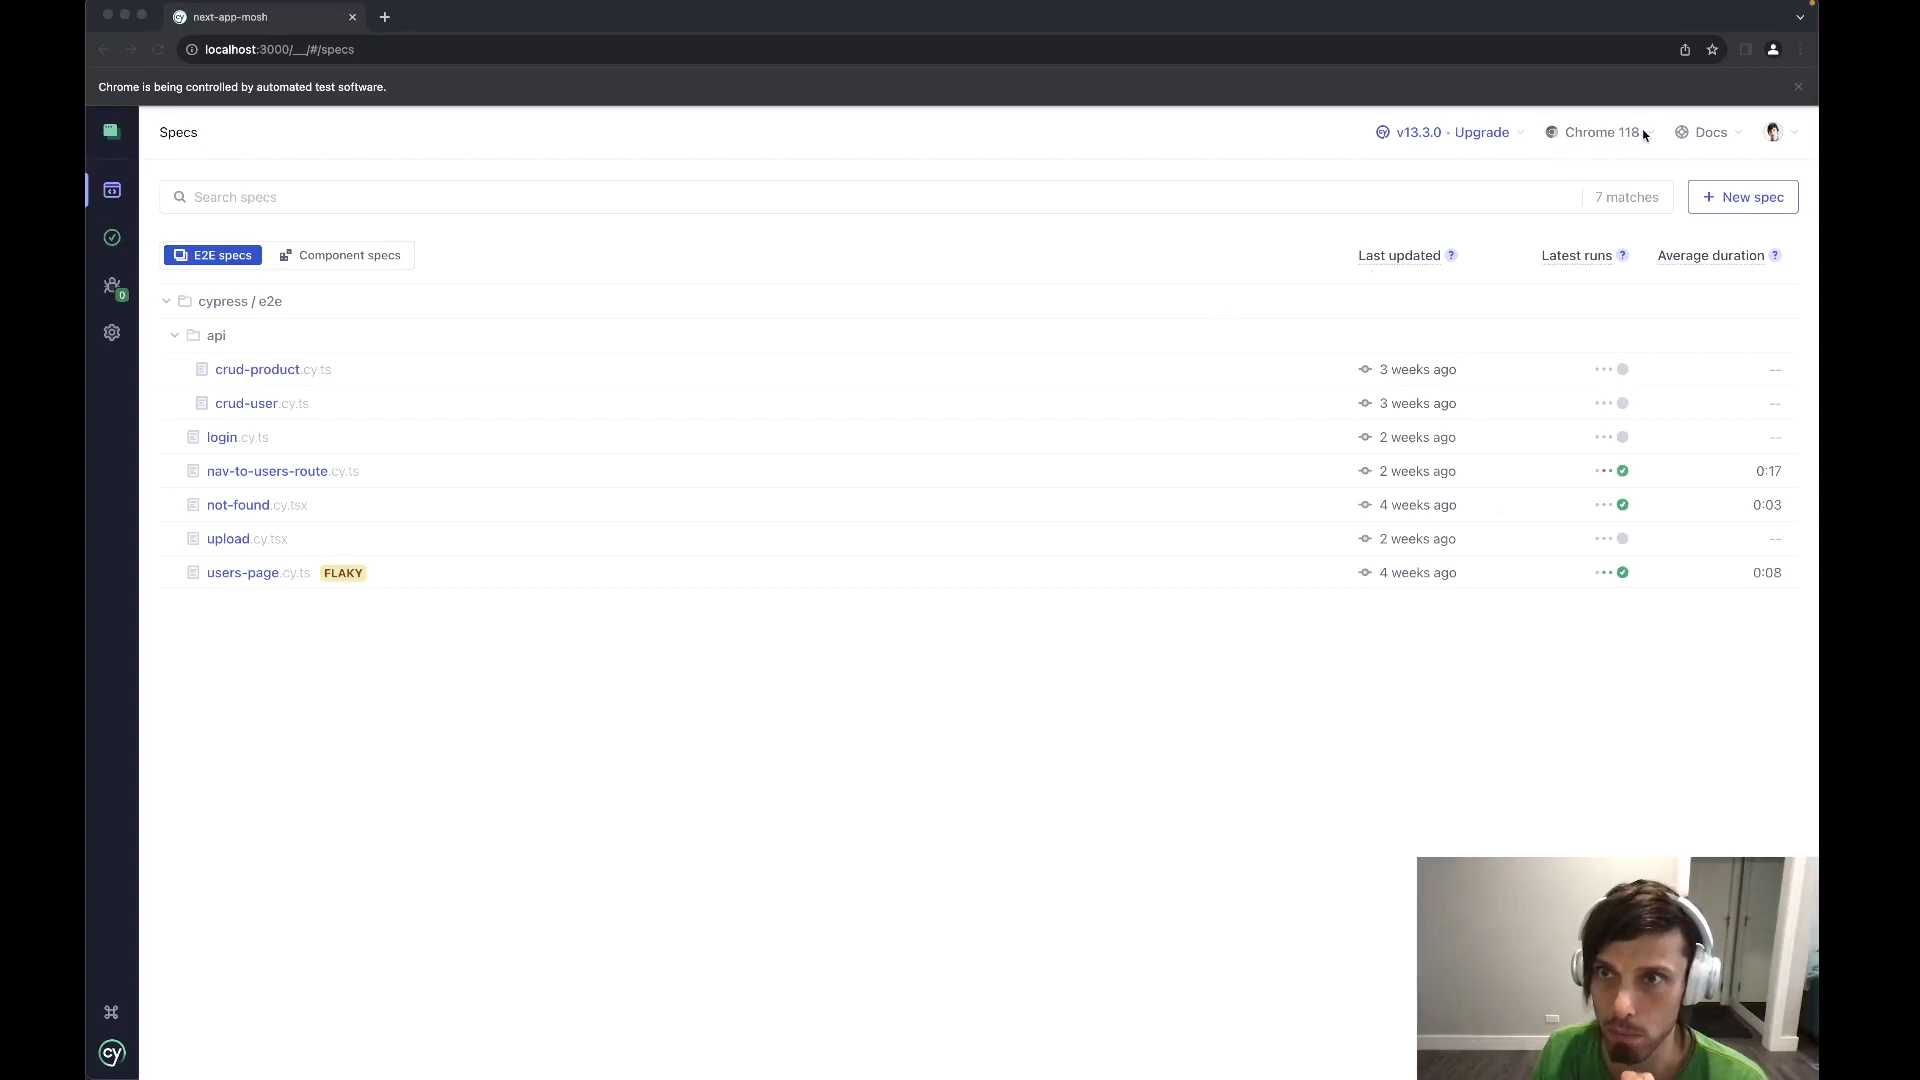 next-app-mosh
localhost:3000/__/#/specs
Chrome is being controlled by automated test software.
Specs
v13.3.0 • Upgrade
Chrome 118
Docs
Search specs
7 matches
+ New spec
E2E specs
Component specs
Last updated ?
Latest runs ?
Average duration ?
cypress / e2e
api
crud-product.cy.ts 3 weeks ago --
crud-user.cy.ts 3 weeks ago --
login.cy.ts 2 weeks ago --
nav-to-users-route.cy.ts 2 weeks ago 0:17
not-found.cy.tsx 4 weeks ago 0:03
upload.cy.tsx 2 weeks ago --
users-page.cy.ts FLAKY 4 weeks ago 0:08
0
cy